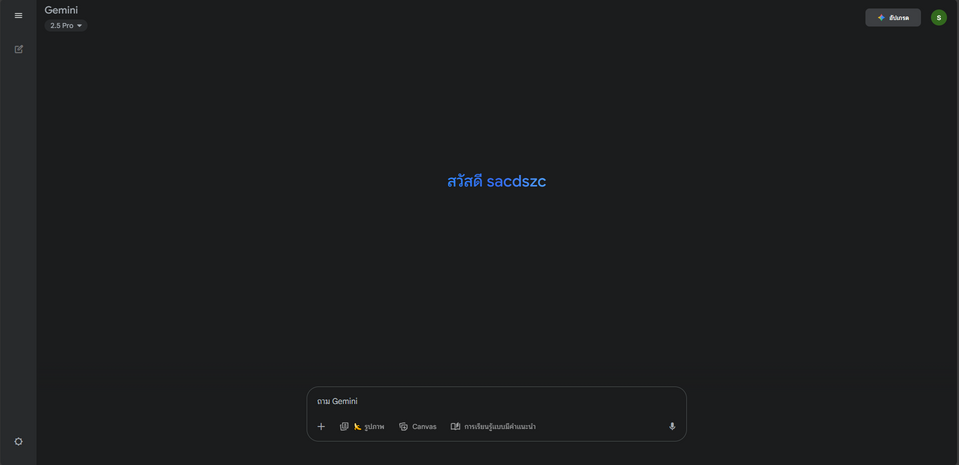 Gemini
2.5 Pro
อัปเกรด
S
สวัสดี sacdszc
ถาม Gemini
รูปภาพ
Canvas
การเรียนรู้แบบมีคำแนะนำ